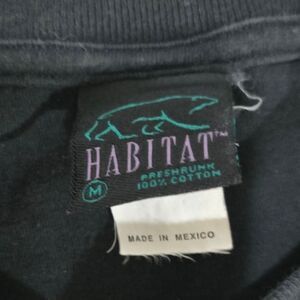 HABITAT™
M
PRESHRUNK
100% COTTON
MADE IN MEXICO